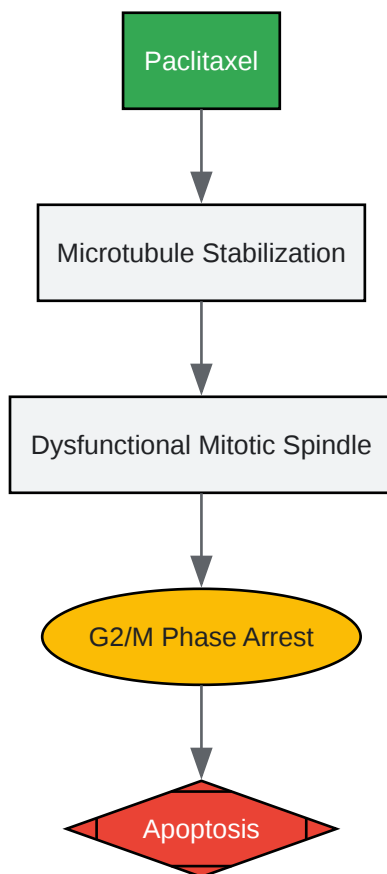 Paclitaxel
Microtubule Stabilization
Dysfunctional Mitotic Spindle
G2/M Phase Arrest
Apoptosis